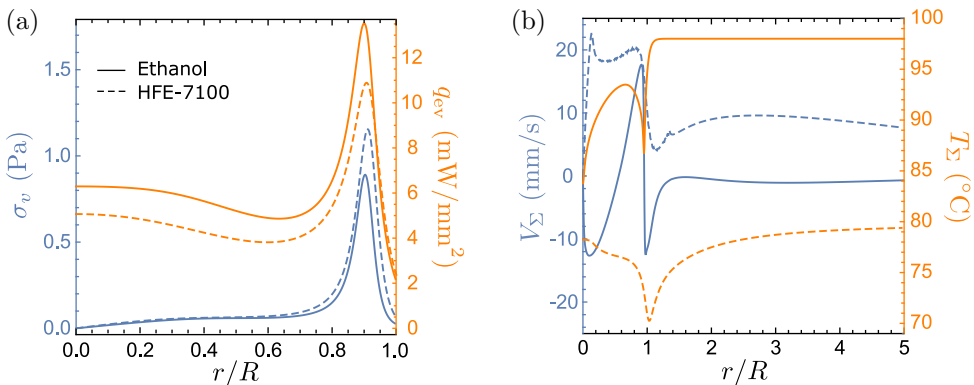 (a)
1.5
1.0
0.5
0.0
σv (Pa)
Ethanol
HFE-7100
12
10
8
6
4
2
0
qev (mW/mm²)
0.0 0.2 0.4 0.6 0.8 1.0
r/R
(b)
20
10
0
-10
-20
VΣ (mm/s)
100
95
90
85
80
75
70
TΣ (°C)
0 1 2 3 4 5
r/R